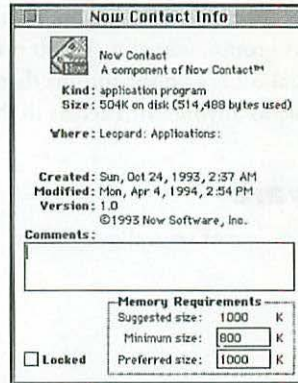 Now Contact Info
Now Contact
A component of Now Contact™
Kind: application program
Size: 504K on disk (514,488 bytes used)
Where: Leopard: Applications:
Created: Sun, Oct 24, 1993, 2:37 AM
Modified: Mon, Apr 4, 1994, 2:54 PM
Version: 1.0
©1993 Now Software, Inc.
Comments:
Memory Requirements
Suggested size: 1000 K
Minimum size: 800 K
Preferred size: 1000 K
Locked